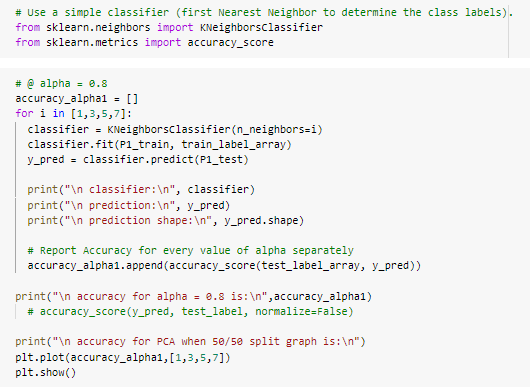 # Use a simple classifier (first Nearest Neighbor to determine the class labels).
from sklearn.neighbors import KNeighborsClassifier
from sklearn.metrics import accuracy_score
# @ alpha = 0.8
accuracy_alpha1 = []
for i in [1,3,5,7]:
classifier = KNeighborsClassifier(n_neighbors=i)
classifier.fit(P1_train, train_label_array)
y_pred = classifier.predict(P1_test)
print("\n classifier:\n", classifier)
print("\n prediction:\n", y_pred)
print("\n prediction shape:\n", y_pred.shape)
# Report Accuracy for every value of alpha separately
accuracy_alpha1.append(accuracy_score(test_label_array, y_pred))
print("\n accuracy for alpha = 0.8 is:\n",accuracy_alpha1)
# accuracy_score(y_pred, test_label, normalize=False)
print("\n accuracy for PCA when 50/50 split graph is:\n")
plt.plot(accuracy_alpha1,[1,3,5,7])
plt.show()